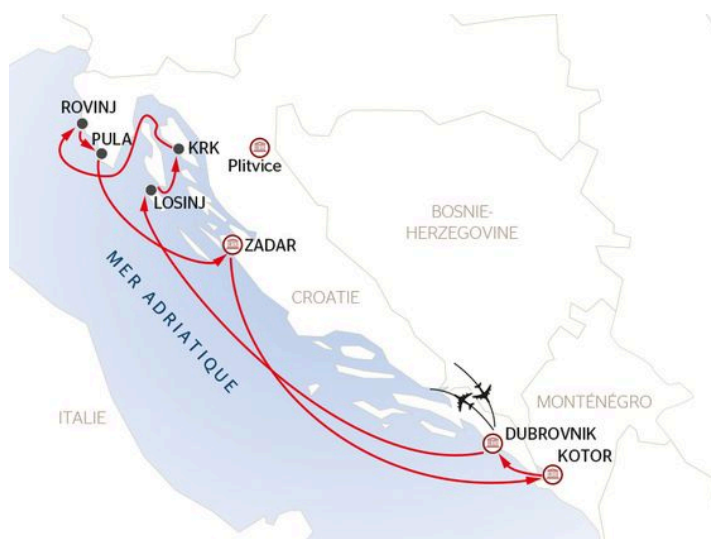 ROVINJ
PULA
KRK
Plitvice
LOSINJ
BOSNIE-
HERZEGOVINE
ZADAR
MER ADRIATIQUE
CROATIE
ITALIE
MONTÉNÉGRO
DUBROVNIK
KOTOR